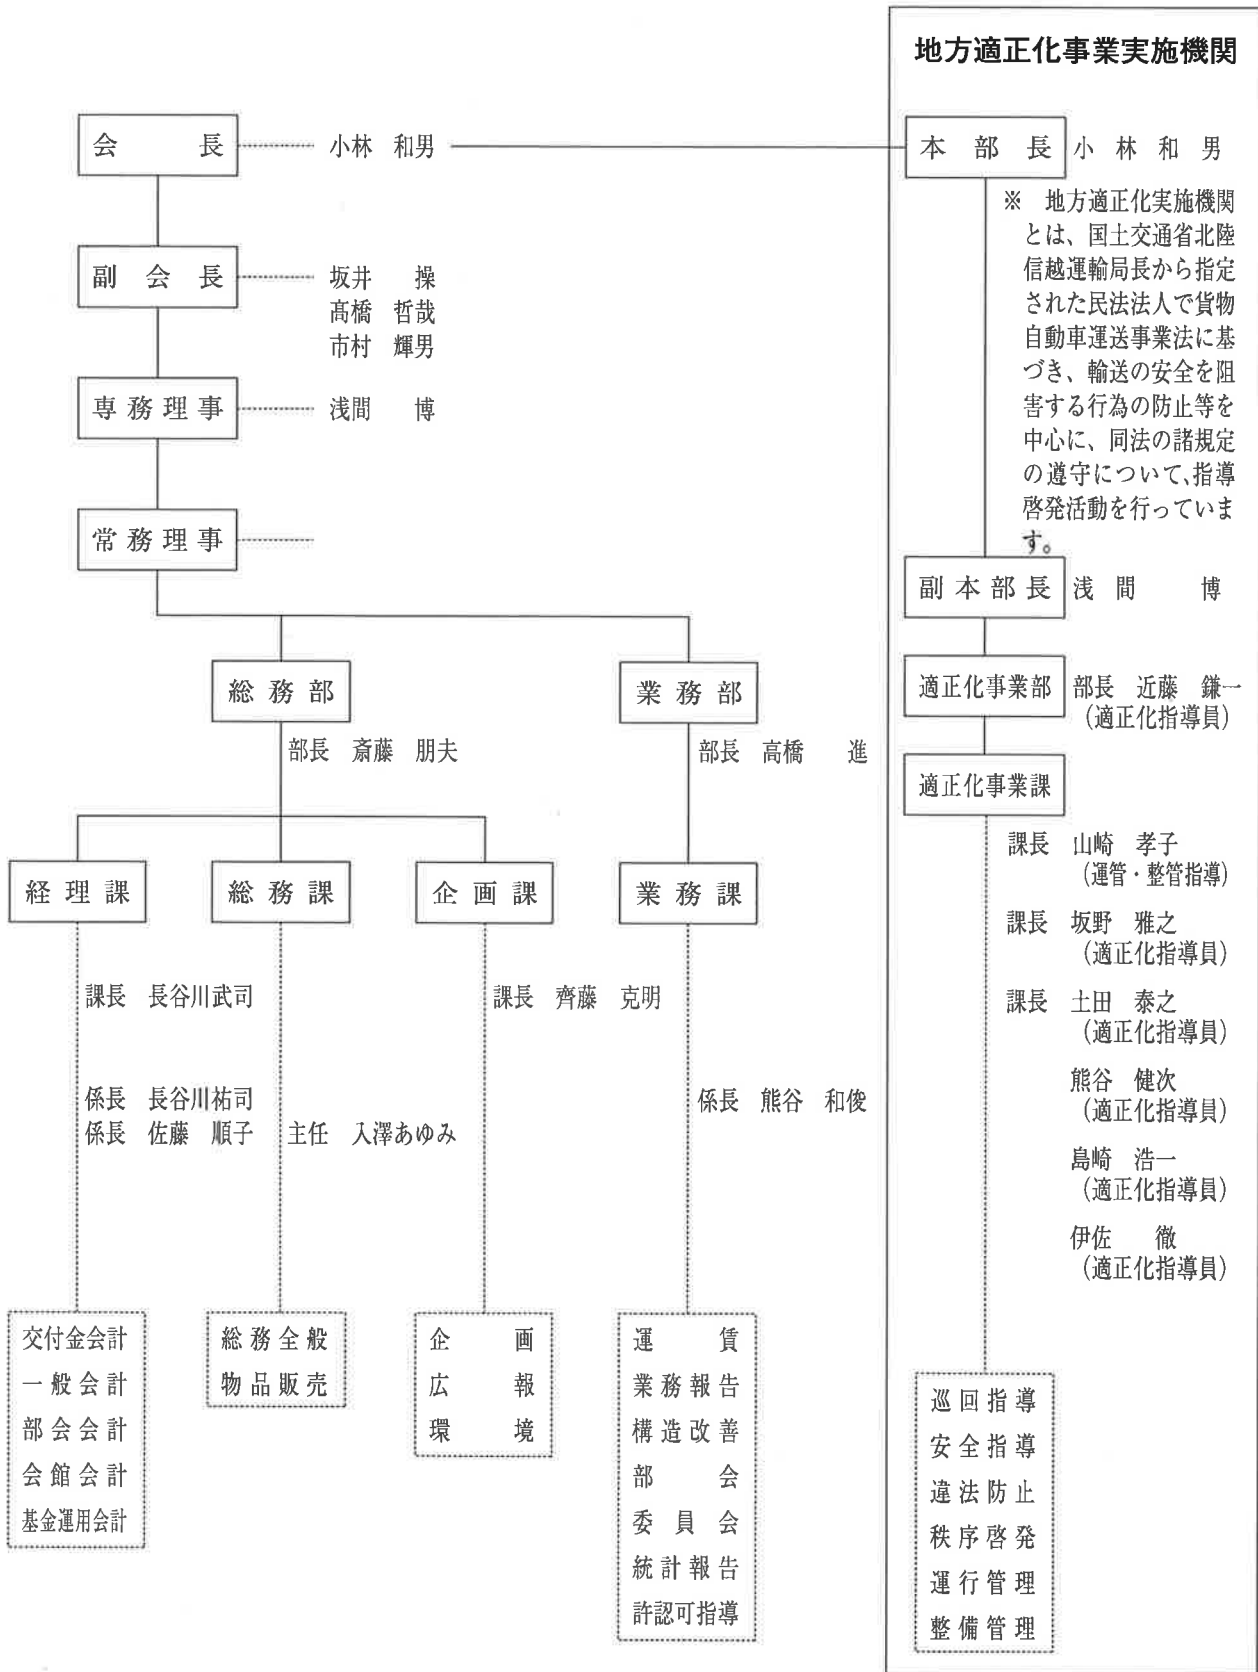 地方適正化事業実施機関
会長 小林 和男
副会長 坂井 操
髙橋 哲哉
市村 輝男
専務理事 浅間 博
常務理事
総務部
部長 斎藤 朋夫
業務部
部長 高橋 進
経理課
課長 長谷川武司
係長 長谷川祐司
係長 佐藤 順子
交付金会計
一般会計
部会会計
会館会計
基金運用会計
総務課
主任 入澤あゆみ
総務全般
物品販売
企画課
課長 齊藤 克明
企画
広報
環境
業務課
係長 熊谷 和俊
運賃
業務報告
構造改善
部会
委員会
統計報告
許認可指導
本部長 小林和男
※ 地方適正化実施機関
とは、国土交通省北陸
信越運輸局長から指定
された民法法人で貨物
自動車運送事業法に基
づき、輸送の安全を阻
害する行為の防止等を
中心に、同法の諸規定
の遵守について、指導
啓発活動を行っていま
す。
副本部長 浅間 博
適正化事業部 部長 近藤 鎌一
(適正化指導員)
適正化事業課
課長 山崎 孝子
(運管・整管指導)
課長 坂野 雅之
(適正化指導員)
課長 土田 泰之
(適正化指導員)
熊谷 健次
(適正化指導員)
島崎 浩一
(適正化指導員)
伊佐 徹
(適正化指導員)
巡回指導
安全指導
違法防止
秩序啓発
運行管理
整備管理